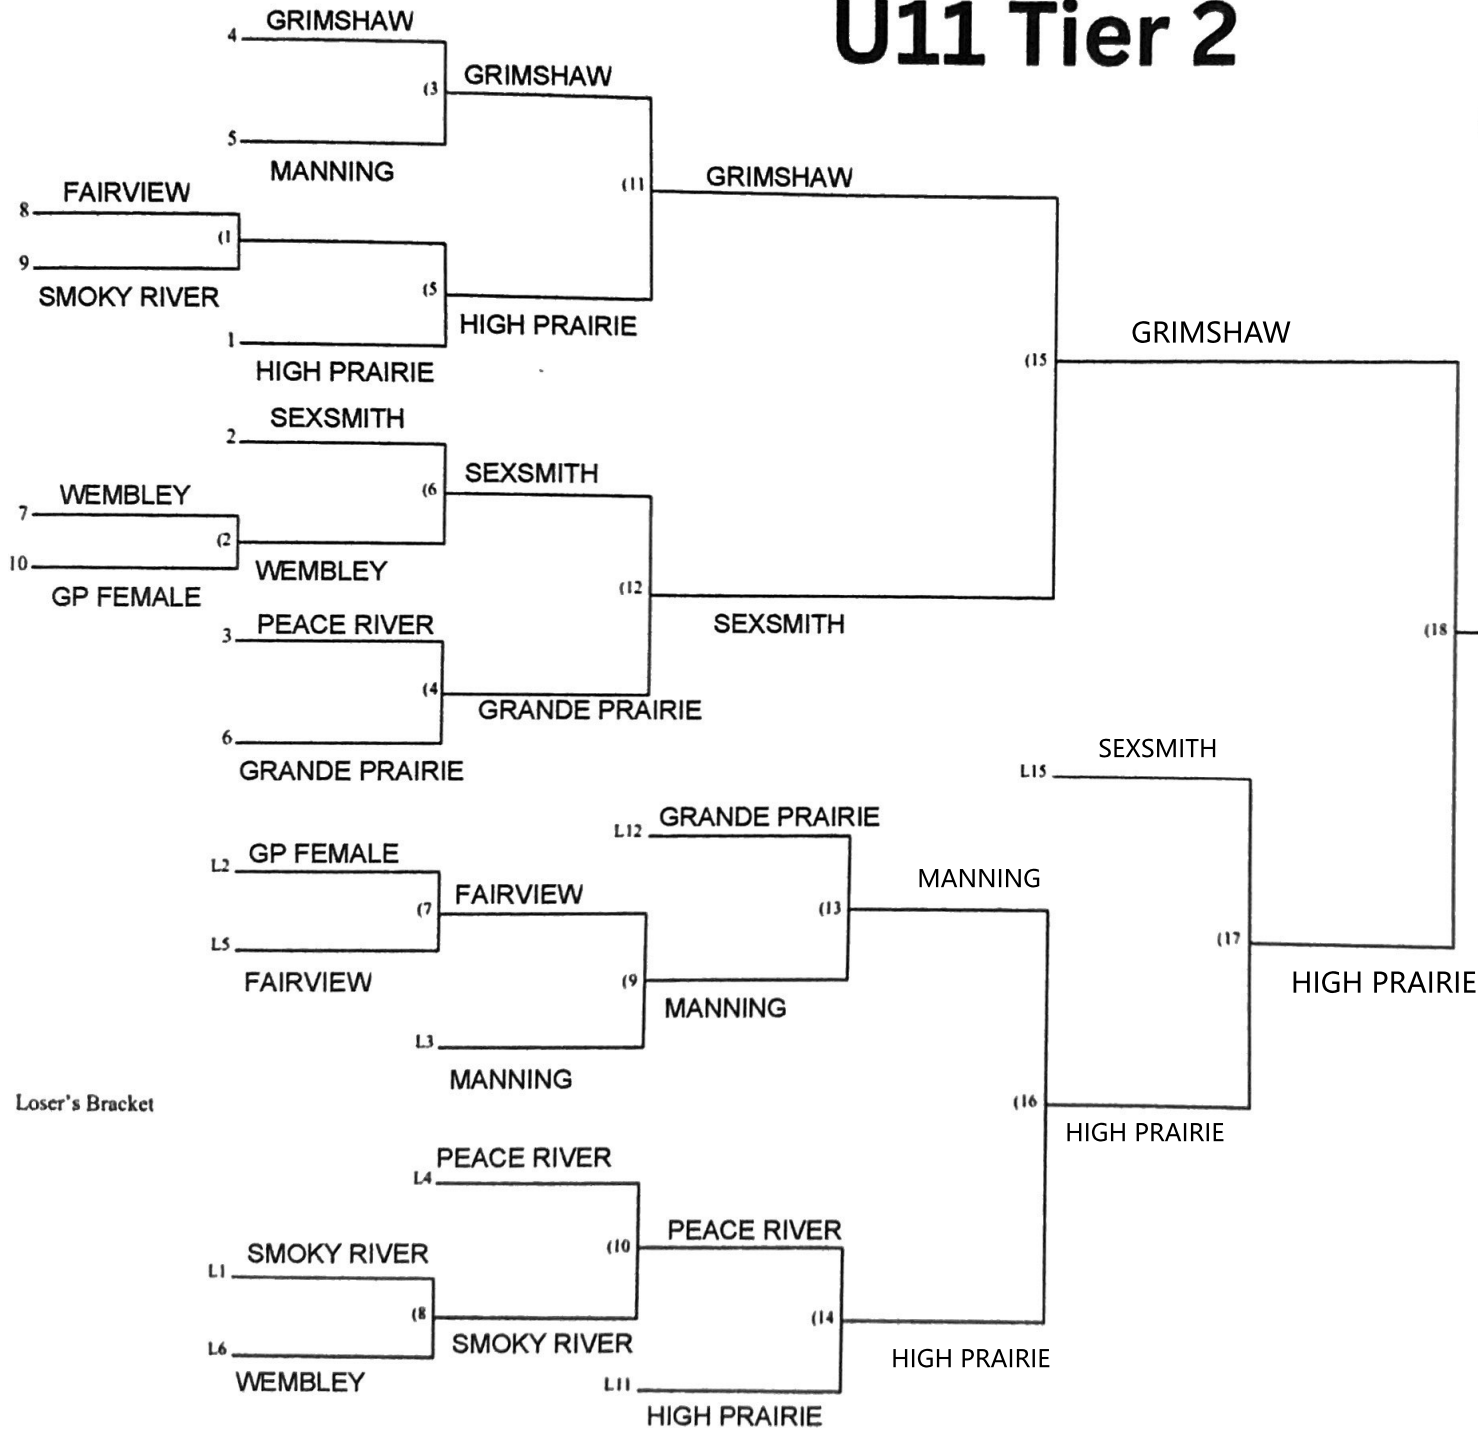 U11 Tier 2
4 GRIMSHAW
(3 GRIMSHAW
5
MANNING
(11 GRIMSHAW
FAIRVIEW
8
(1
9
SMOKY RIVER
(5
HIGH PRAIRIE
1
HIGH PRAIRIE
GRIMSHAW
(15
SEXSMITH
2
SEXSMITH
(6
WEMBLEY
7
(2
WEMBLEY
10
GP FEMALE
(12
SEXSMITH
PEACE RIVER
3
(4
GRANDE PRAIRIE
6
GRANDE PRAIRIE
(18
SEXSMITH
L15
GRANDE PRAIRIE
L12
GP FEMALE
L2
FAIRVIEW
(7
L5
FAIRVIEW
MANNING
(13
(9
MANNING
L3
MANNING
(17
HIGH PRAIRIE
Loser's Bracket
(16
HIGH PRAIRIE
PEACE RIVER
L4
PEACE RIVER
(10
SMOKY RIVER
L1
(8
SMOKY RIVER
L6
WEMBLEY
(14
HIGH PRAIRIE
L11
HIGH PRAIRIE